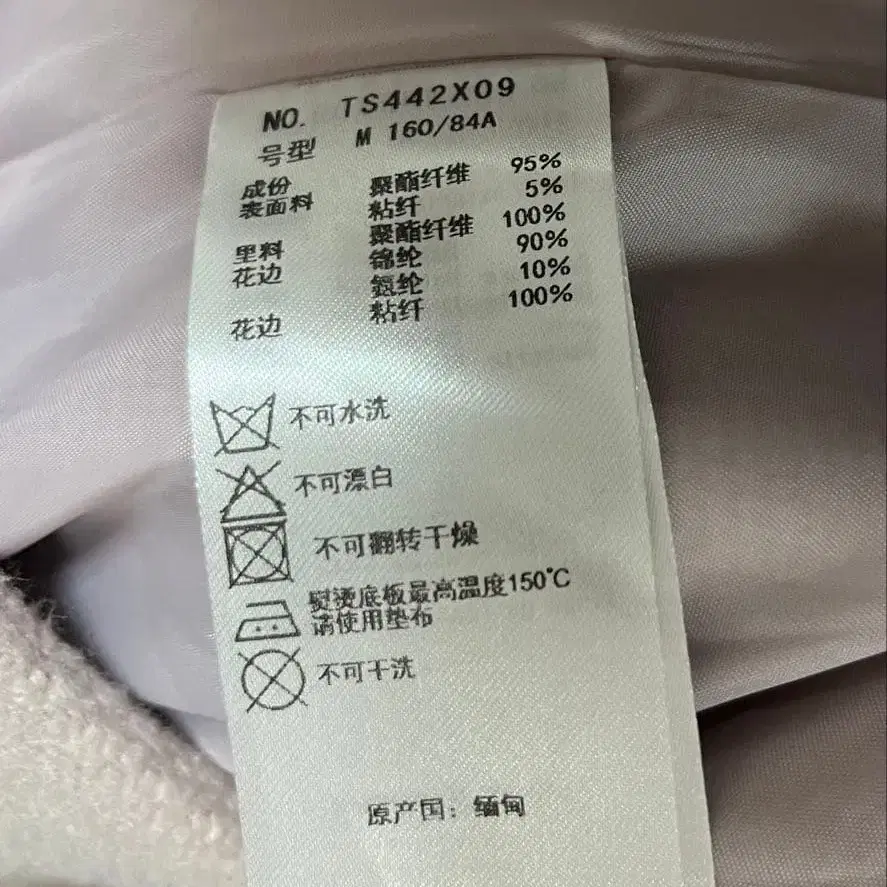 NO. TS442X09
号型 M 160/84A
成份
表面料 聚酯纤维 95%
粘纤 5%
里料 聚酯纤维 100%
花边 锦纶 90%
氨纶 10%
花边 粘纤 100%
不可水洗
不可漂白
不可翻转干燥
熨烫底板最高温度150℃
请使用垫布
不可干洗
原产国：缅甸